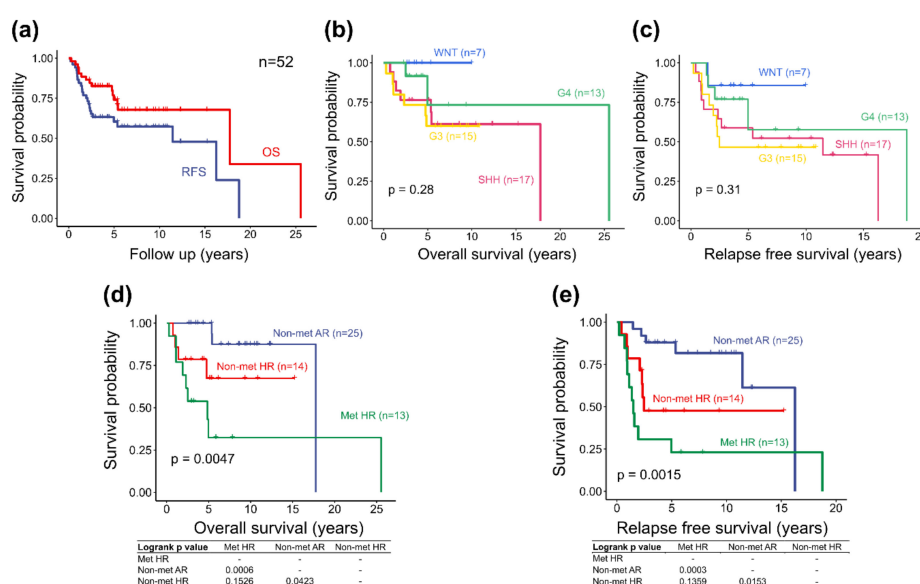 (a)
n=52
Survival probability
1.00
0.75
0.50
0.25
0.00
OS
RFS
0 5 10 15 20 25
Follow up (years)
(b)
Survival probability
1.00
0.75
0.50
0.25
0.00
WNT (n=7)
G4 (n=13)
G3 (n=15)
SHH (n=17)
p = 0.28
0 5 10 15 20 25
Overall survival (years)
(c)
Survival probability
1.00
0.75
0.50
0.25
0.00
WNT (n=7)
G4 (n=13)
SHH (n=17)
G3 (n=15)
p = 0.31
0 5 10 15 20
Relapse free survival (years)
(d)
Survival probability
1.00
0.75
0.50
0.25
0.00
Non-met AR (n=25)
Non-met HR (n=14)
Met HR (n=13)
p = 0.0047
0 5 10 15 20 25
Overall survival (years)
Logrank p value Met HR Non-met AR Non-met HR
Met HR - - -
Non-met AR 0.0006 - -
Non-met HR 0.1526 0.0423 -
(e)
Survival probability
1.00
0.75
0.50
0.25
0.00
Non-met AR (n=25)
Non-met HR (n=14)
Met HR (n=13)
p = 0.0015
0 5 10 15 20
Relapse free survival (years)
Logrank p value Met HR Non-met AR Non-met HR
Met HR - - -
Non-met AR 0.0003 - -
Non-met HR 0.1359 0.0153 -